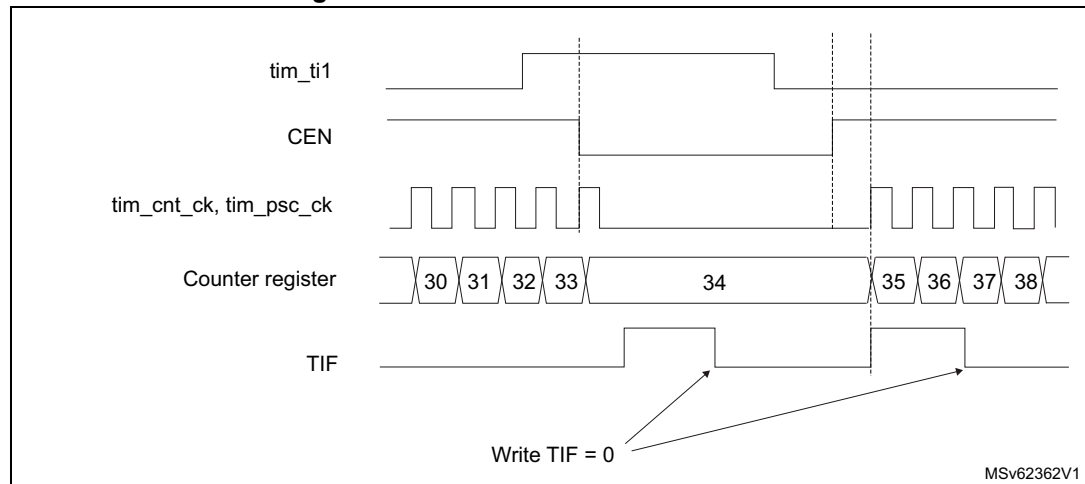 tim_ti1
CEN
tim_cnt_ck, tim_psc_ck
Counter register 30 31 32 33 34 35 36 37 38
TIF
Write TIF = 0
MSv62362V1